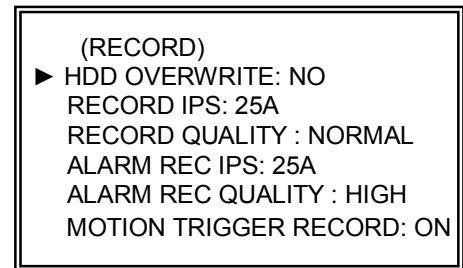 (RECORD)
► HDD OVERWRITE: NO
RECORD IPS: 25A
RECORD QUALITY : NORMAL
ALARM REC IPS: 25A
ALARM REC QUALITY : HIGH
MOTION TRIGGER RECORD: ON